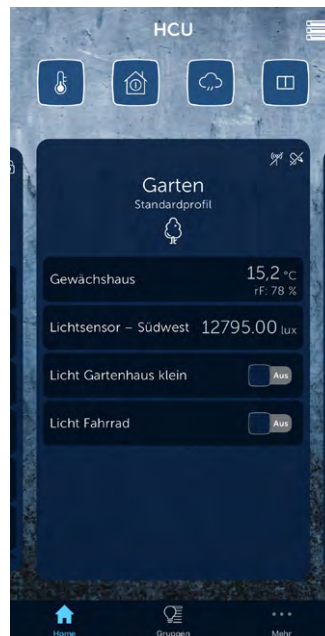 HCU
Garten
Standardprofil
Gewächshaus 15,2 °C
rF: 78 %
Lichtsensor – Südwest 12795.00 lux
Licht Gartenhaus klein Aus
Licht Fahrrad Aus
Home Gruppen Mehr